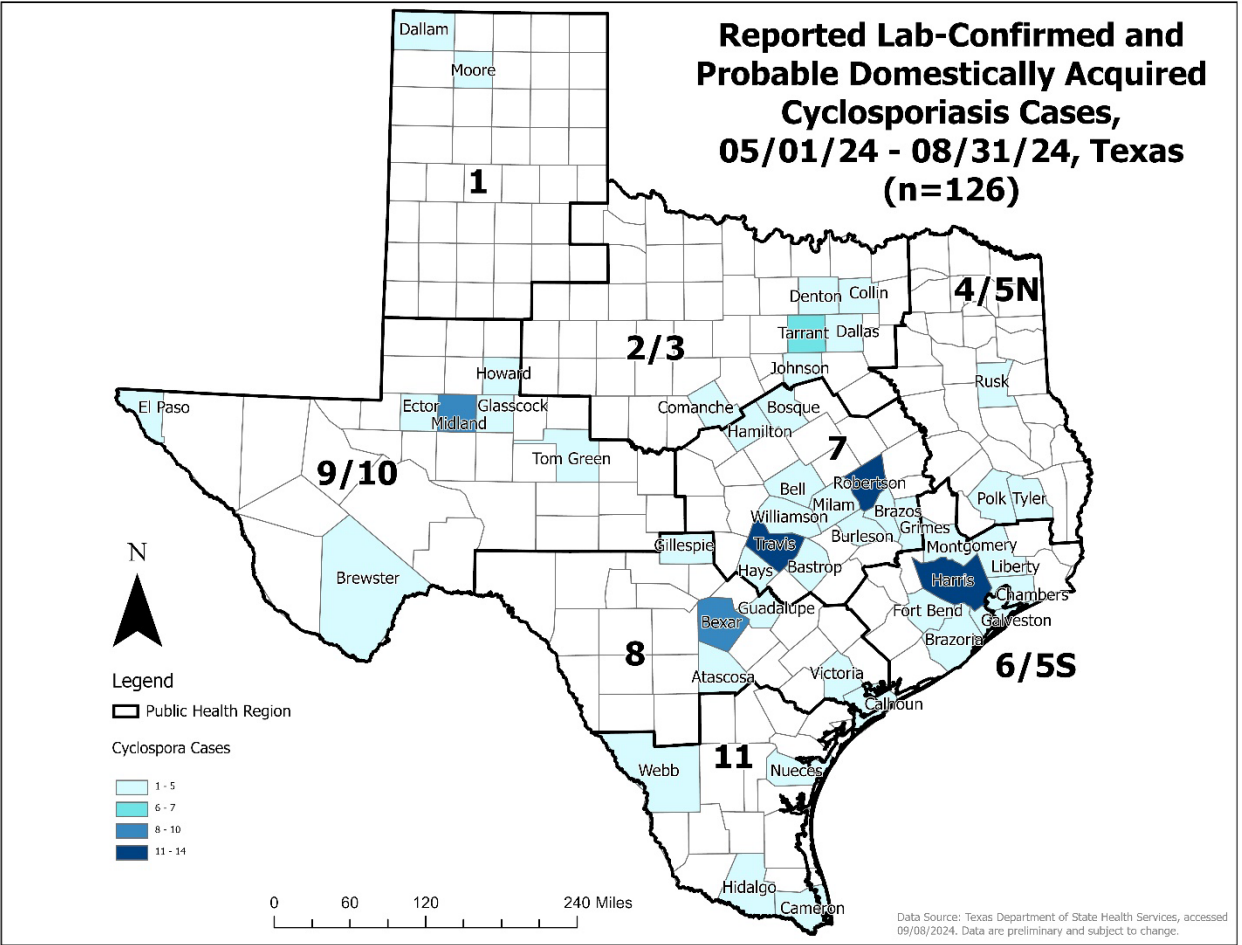 Reported Lab-Confirmed and
Probable Domestically Acquired
Cyclosporiasis Cases,
05/01/24 - 08/31/24, Texas
(n=126)
Dallam
Moore
1
4/5N
Denton
Collin
Tarrant
Dallas
2/3
Johnson
Howard
Rusk
El Paso
Ector
Midland
Glasscock
Comanche
Bosque
Hamilton
7
Tom Green
9/10
Bell
Robertson
Milam
Brazos
Williamson
Grimes
Burleson
Polk
Tyler
Gillespie
Travis
Montgomery
Hays
Bastrop
Liberty
Harris
Chambers
Brewster
Guadalupe
Fort Bend
Galveston
Bexar
Brazoria
8
Atascosa
Victoria
6/5S
Calhoun
Webb
11
Nueces
Hidalgo
Cameron
N
Legend
Public Health Region
Cyclospora Cases
1 - 5
6 - 7
8 - 10
11 - 14
0 60 120 240 Miles
Data Source: Texas Department of State Health Services, accessed
09/08/2024. Data are preliminary and subject to change.